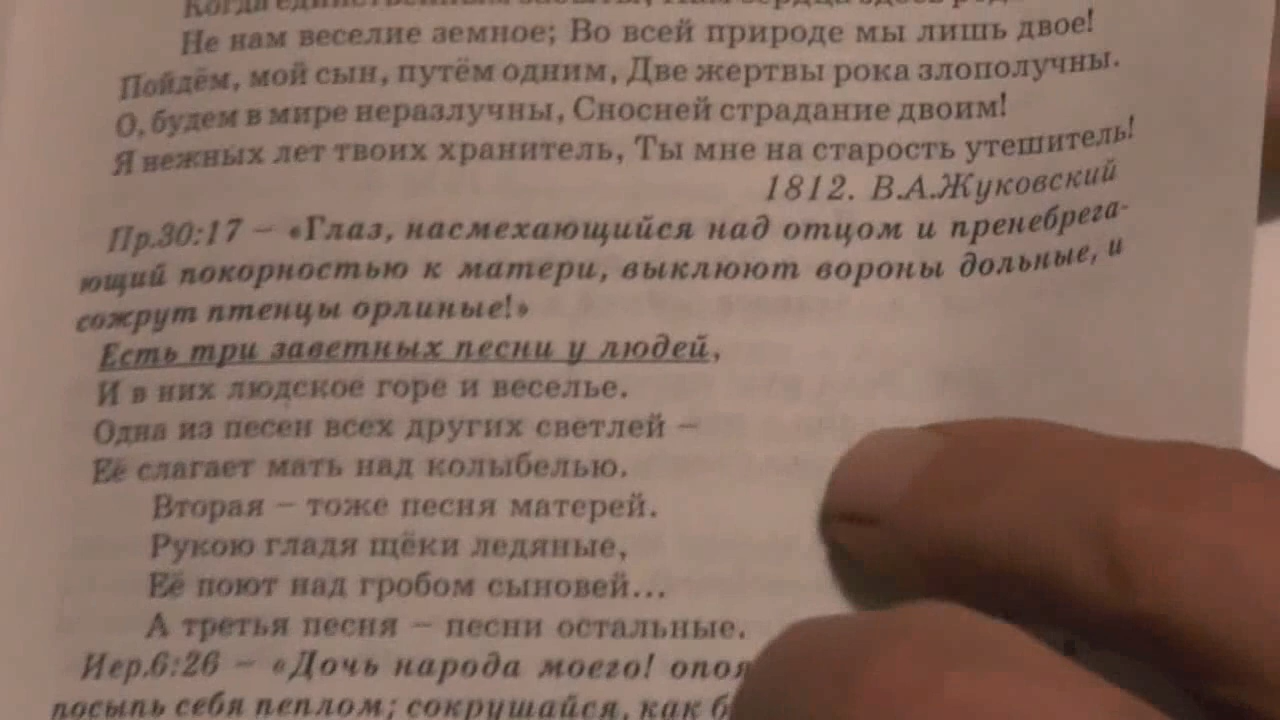 Когда единственным
Не нам веселие земное; Во всей природе мы лишь двое!
Пойдём, мой сын, путём одним, Две жертвы рока злополучны.
О, будем в мире неразлучны, Сносней страдание двоим!
Я нежных лет твоих хранитель, Ты мне на старость утешитель!
1812. В.А.Жуковский
Пр.30:17 – «Глаз, насмехающийся над отцом и пренебрега-
ющий покорностью к матери, выклюют вороны дольные, и
сожрут птенцы орлиные!»
Есть три заветных песни у людей,
И в них людское горе и веселье.
Одна из песен всех других светлей –
Её слагает мать над колыбелью.
Вторая – тоже песня матерей.
Рукою гладя щёки ледяные,
Её поют над гробом сыновей...
А третья песня – песни остальные.
Иер.6:26 – «Дочь народа моего! опоя
посыпь себя пеплом; сокрушайся, как б